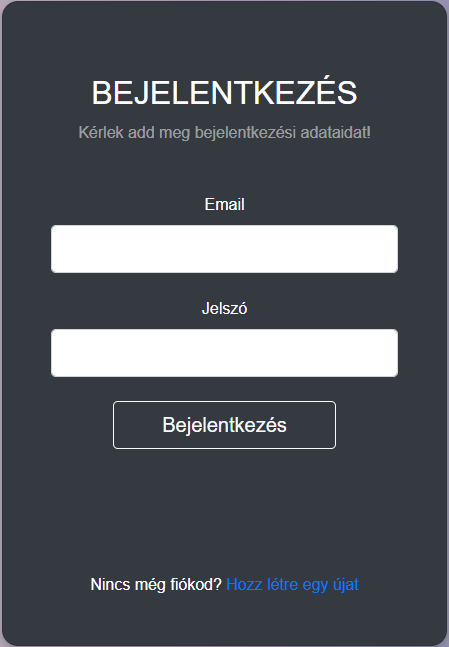 BEJELENTKEZÉS
Kérlek add meg bejelentkezési adataidat!
Email
Jelszó
Bejelentkezés
Nincs még fiókod? Hozz létre egy újat